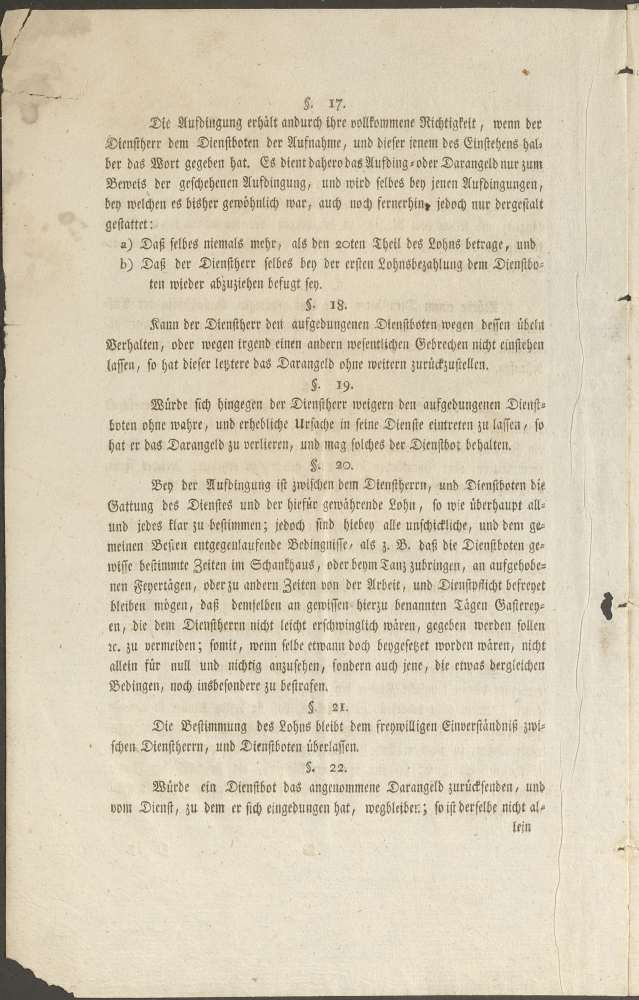 §. 17.
Die Aufdingung erhält andurch ihre vollkommene Richtigkeit, wenn der
Dienstherr dem Dienstboten der Aufnahme, und dieser jenem des Einstehens hal-
ber das Wort gegeben hat. Es dient dahero das Aufding- oder Darangeld nur zum
Beweis der geschehenen Aufdingung, und wird selbes bey jenen Aufdingungen,
bey welchen es bisher gewöhnlich war, auch noch fernerhin, jedoch nur dergestalt
gestattet:
a) Daß selbes niemals mehr, als den 20ten Theil des Lohns betrage, und
b) Daß der Dienstherr selbes bey der ersten Lohnsbezahlung dem Dienstbo-
ten wieder abzuziehen befugt sey.
§. 18.
Kann der Dienstherr den aufgedungenen Dienstboten wegen dessen übeln
Verhalten, oder wegen irgend einen andern wesentlichen Gebrechen nicht einstehen
lassen, so hat dieser letztere das Darangeld ohne weitern zurückzustellen.
§. 19.
Würde sich hingegen der Dienstherr weigern den aufgedungenen Dienst-
boten ohne wahre, und erhebliche Ursache in seine Dienste eintreten zu lassen, so
hat er das Darangeld zu verlieren, und mag solches der Dienstbot behalten.
§. 20.
Bey der Aufdingung ist zwischen dem Dienstherrn, und Dienstboten die
Gattung des Dienstes und der hiefür gewährende Lohn, so wie überhaupt all-
und jedes klar zu bestimmen; jedoch sind hiebey alle unschickliche, und dem ge-
meinen Besten entgegenlaufende Bedingnisse, als z. B. daß die Dienstboten ge-
wisse bestimmte Zeiten im Schankhaus, oder beym Tanz zubringen, an aufgehobe-
nen Feyertägen, oder zu andern Zeiten von der Arbeit, und Dienstpflicht befreyet
bleiben mögen, daß demselben an gewissen hierzu benannten Tägen Gasterey-
en, die dem Dienstherrn nicht leicht erschwinglich wären, gegeben werden sollen
ꝛc. zu vermeiden; somit, wenn selbe etwann doch beygesetzet worden wären, nicht
allein für null und nichtig anzusehen, sondern auch jene, die etwas dergleichen
Bedingen, noch insbesondere zu bestrafen.
§. 21.
Die Bestimmung des Lohns bleibt dem freywilligen Einverständniß zwi-
schen Dienstherrn, und Dienstboten überlassen.
§. 22.
Würde ein Dienstbot das angenommene Darangeld zurücksenden, und
vom Dienst, zu dem er sich eingedungen hat, wegbleiben; so ist derselbe nicht al-
lein